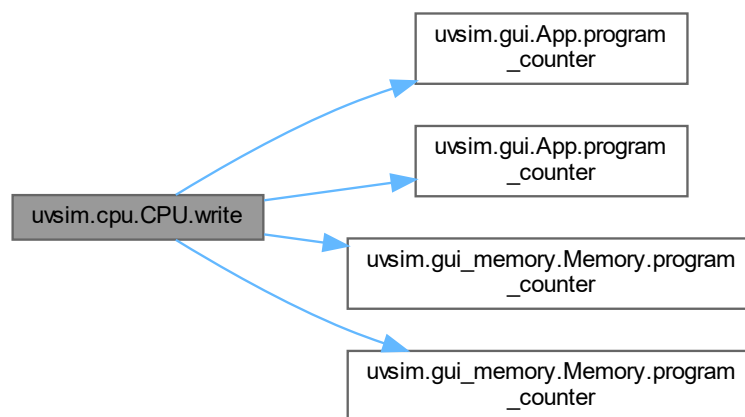 uvsim.gui.App.program
_counter
uvsim.gui.App.program
_counter
uvsim.cpu.CPU.write
uvsim.gui_memory.Memory.program
_counter
uvsim.gui_memory.Memory.program
_counter